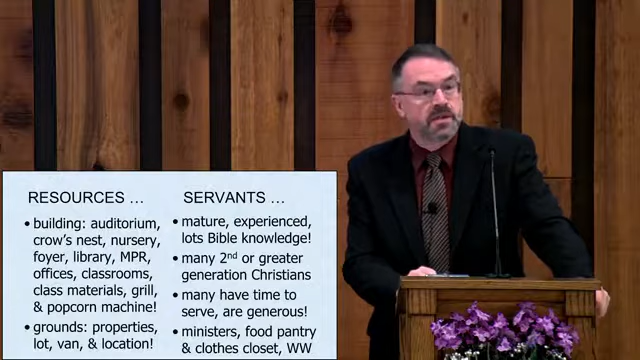 RESOURCES …
• building: auditorium,
crow's nest, nursery,
foyer, library, MPR,
offices, classrooms,
class materials, grill,
& popcorn machine!
• grounds: properties,
lot, van, & location!
SERVANTS …
• mature, experienced,
lots Bible knowledge!
• many 2nd or greater
generation Christians
• many have time to
serve, are generous!
• ministers, food pantry
& clothes closet, WW